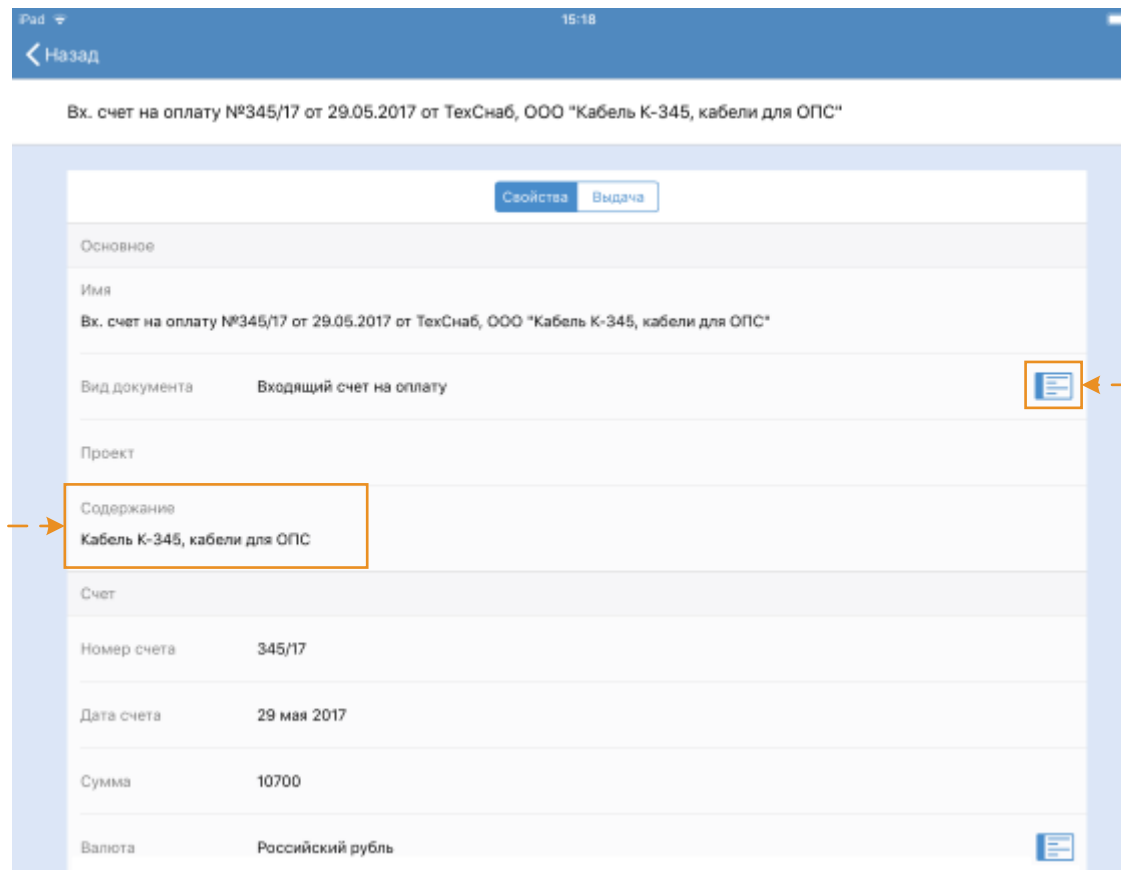 iPad 15:18
Назад
Вх. счет на оплату №345/17 от 29.05.2017 от ТехСнаб, ООО "Кабель К-345, кабели для ОПС"
Свойства Выдача
Основное
Имя
Вх. счет на оплату №345/17 от 29.05.2017 от ТехСнаб, ООО "Кабель К-345, кабели для ОПС"
Вид документа Входящий счет на оплату
Проект
Содержание
Кабель К-345, кабели для ОПС
Счет
Номер счета 345/17
Дата счета 29 мая 2017
Сумма 10700
Валюта Российский рубль